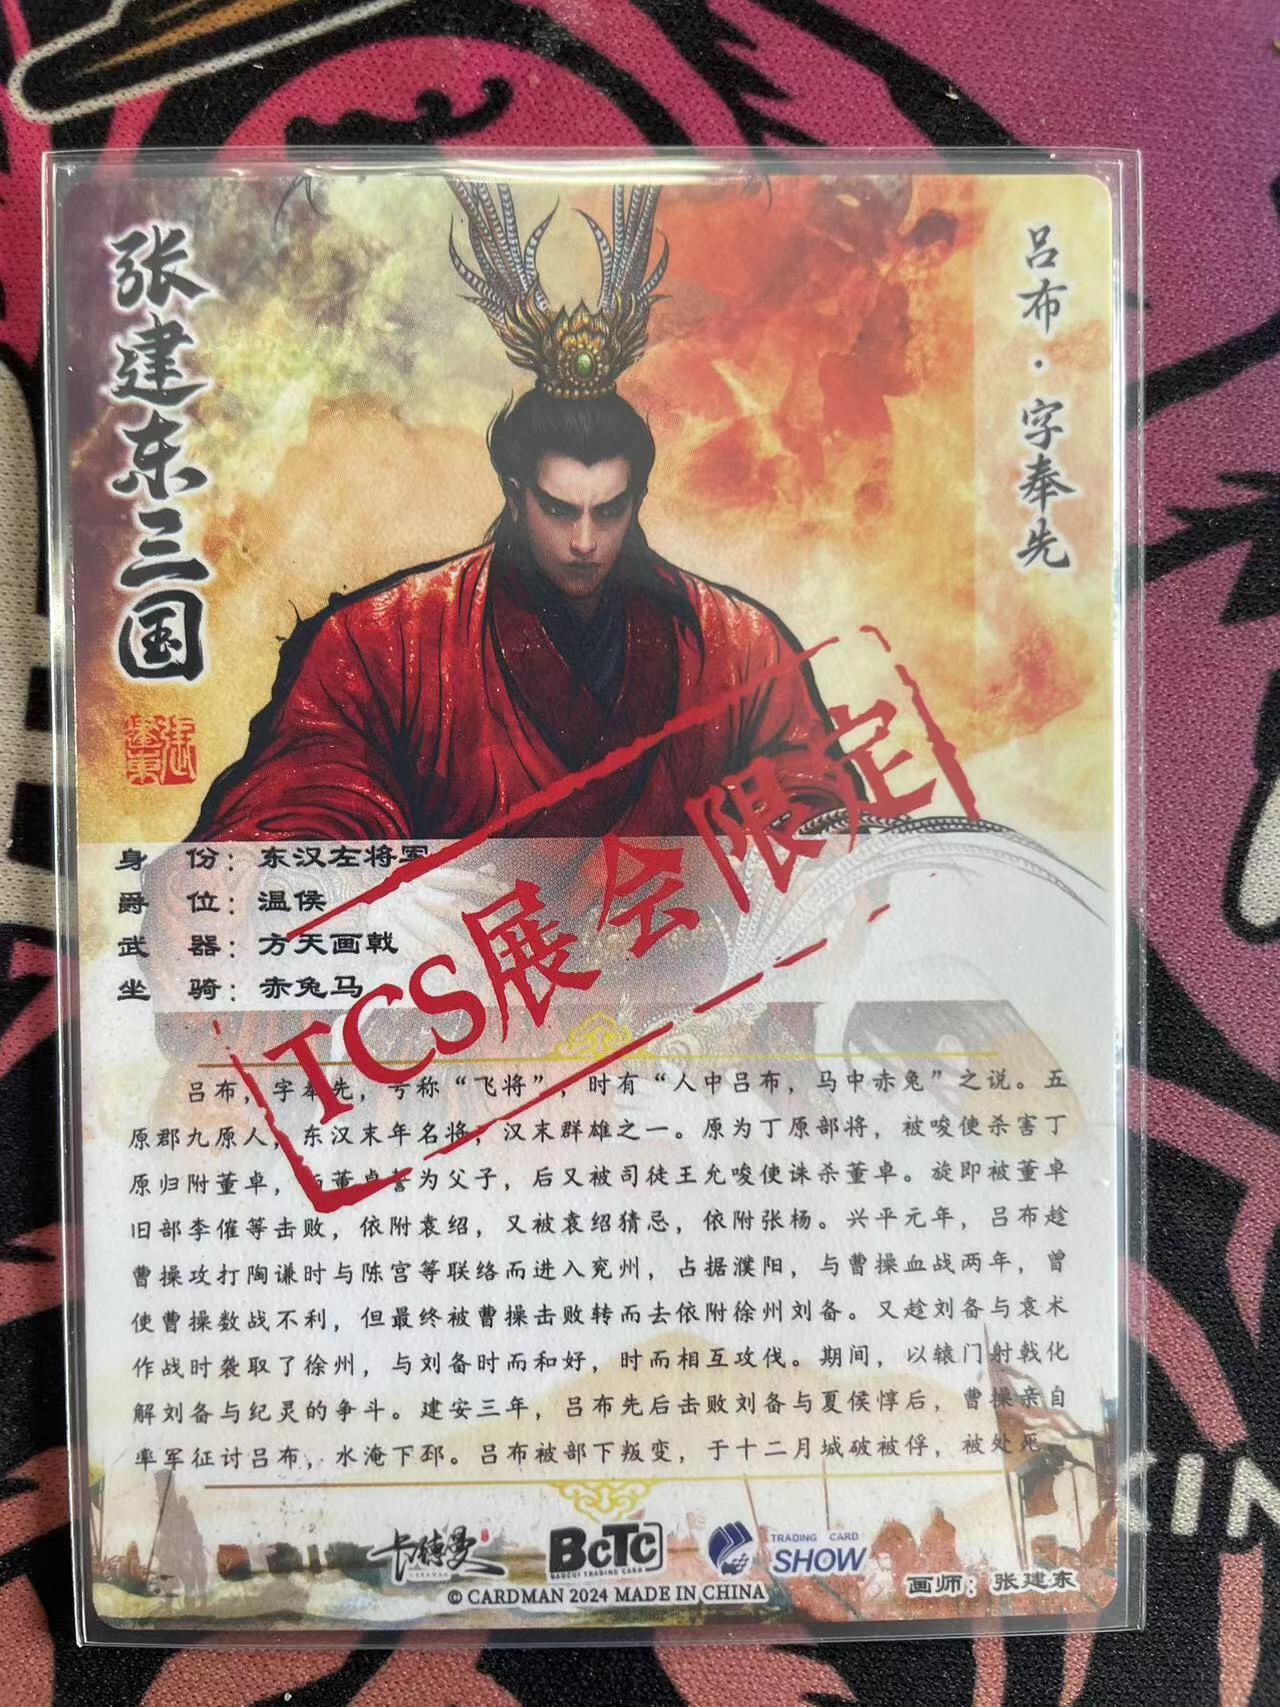 张建东三国
吕布·字奉先
张建东
身 份：东汉左将军
爵 位：温侯
武 器：方天画戟
坐 骑：赤兔马
TCS展会限定
吕布，字奉先，号称“飞将”，时有“人中吕布，马中赤兔”之说。五
原郡九原人，东汉末年名将，汉末群雄之一。原为丁原部将，被唆使杀害丁
原归附董卓，与董卓誓为父子，后又被司徒王允唆使诛杀董卓。旋即被董卓
旧部李傕等击败，依附袁绍，又被袁绍猜忌，依附张杨。兴平元年，吕布趁
曹操攻打陶谦时与陈宫等联络而进入兖州，占据濮阳，与曹操血战两年，曾
使曹操数战不利，但最终被曹操击败转而去依附徐州刘备。又趁刘备与袁术
作战时袭取了徐州，与刘备时而和好，时而相互攻伐。期间，以辕门射戟化
解刘备与纪灵的争斗。建安三年，吕布先后击败刘备与夏侯惇后，曹操亲自
率军征讨吕布，水淹下邳。吕布被部下叛变，于十二月城破被俘，被处死。
卡德曼
BCTC
BAOCUI TRADING CARD
TRADING CARD
SHOW
画师：张建东
© CARDMAN 2024 MADE IN CHINA